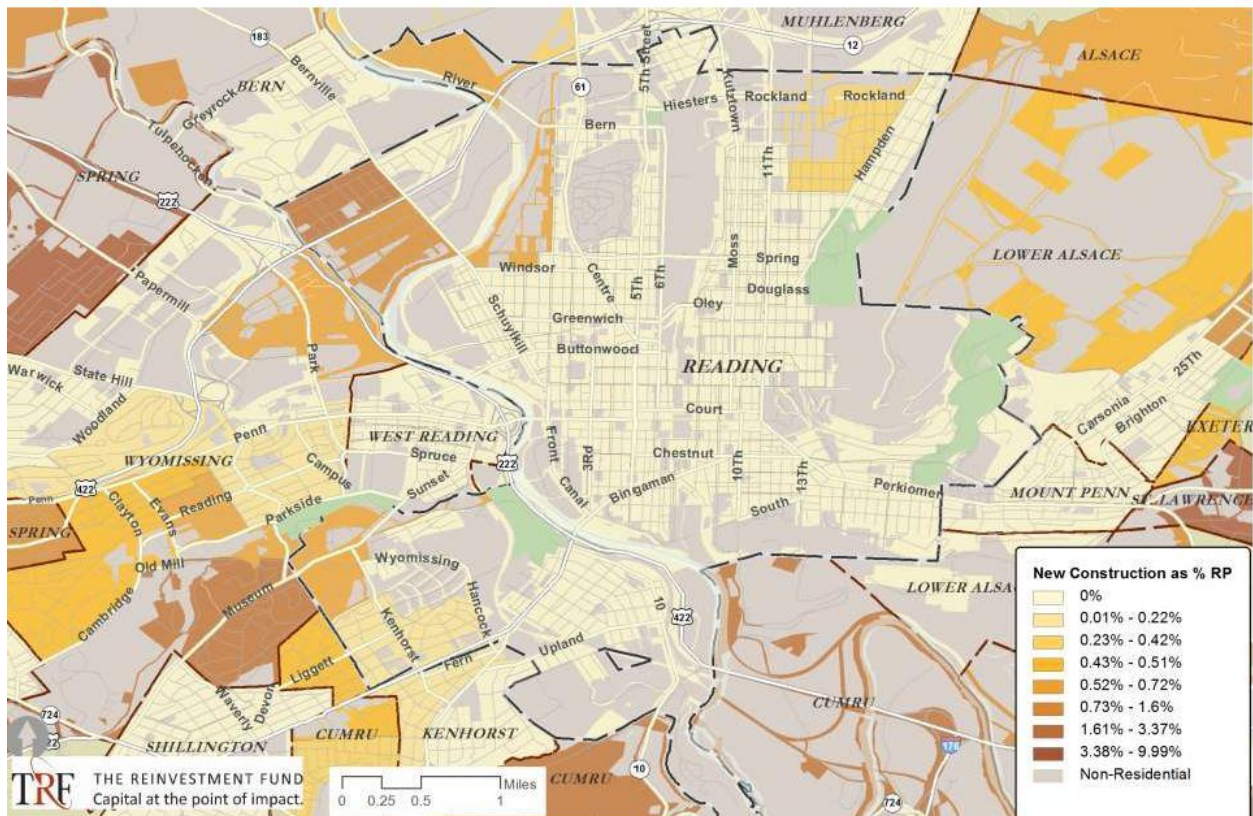 MUHLENBERG
183
12
BERN
Bernville
River
61
5Th Street
Kutztown
ALSACE
Greyrock
Hiesters
Rockland
Rockland
Bern
Tulpehocken
11Th
Hampden
SPRING
222
Moss
Spring
LOWER ALSACE
Windsor
Centre
5Th
6Th
Douglass
Papermill
Schuylkill
Oley
Greenwich
Buttonwood
Park
READING
25Th
Warwick
State Hill
Woodland
Court
Carsonia
Brighton
Penn
WEST READING
Front
EXETER
WYOMISSING
Campus
Spruce
222
3Rd
Chestnut
10Th
13Th
422
Penn
Clayton
Evans
Reading
Parkside
Sunset
Canal
Bingaman
South
Perkiomen
MOUNT PENN
ST. LAWRENCE
SPRING
Old Mill
Wyomissing
Cambridge
Museum
Hancock
Kenhorst
10
422
LOWER ALSA
Liggett
Fern
Upland
Waverly
Devon
724
22
SHILLINGTON
CUMRU
KENHORST
CUMRU
176
10
CUMRU
724
New Construction as % RP
0%
0.01% - 0.22%
0.23% - 0.42%
0.43% - 0.51%
0.52% - 0.72%
0.73% - 1.6%
1.61% - 3.37%
3.38% - 9.99%
Non-Residential
TRF THE REINVESTMENT FUND
Capital at the point of impact.
Miles
0 0.25 0.5 1